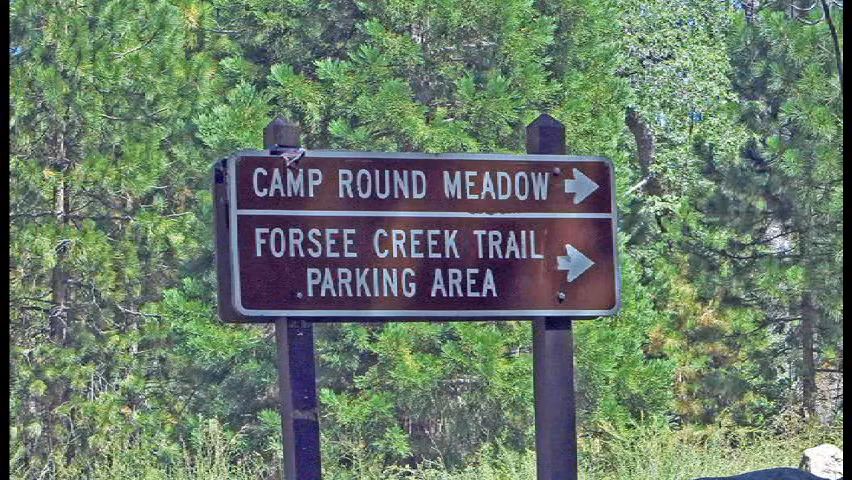 CAMP ROUND MEADOW
FORSEE CREEK TRAIL
PARKING AREA